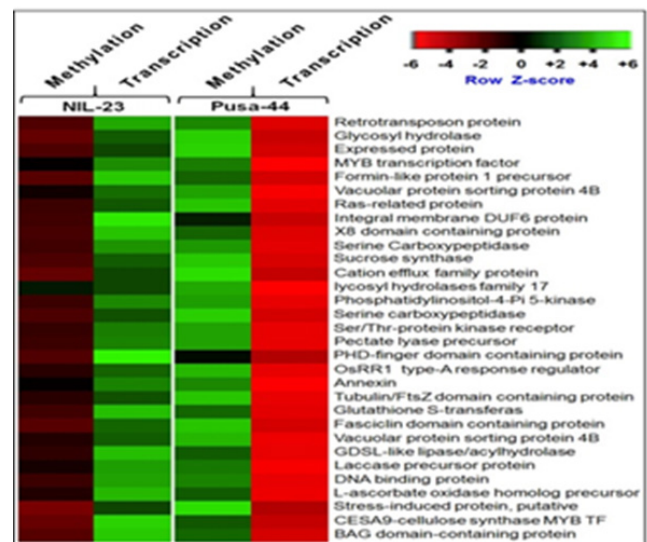 Methylation Transcription Methylation Transcription
-6 -4 -2 0 +2 +4 +6
Row Z-score
NIL-23 Pusa-44
Retrotransposon protein
Glycosyl hydrolase
Expressed protein
MYB transcription factor
Formin-like protein 1 precursor
Vacuolar protein sorting protein 4B
Ras-related protein
Integral membrane DUF6 protein
X8 domain containing protein
Serine Carboxypeptidase
Sucrose synthase
Cation efflux family protein
lycosyl hydrolases family 17
Phosphatidylinositol-4-Pi 5-kinase
Serine carboxypeptidase
Ser/Thr-protein kinase receptor
Pectate lyase precursor
PHD-finger domain containing protein
OsRR1 type-A response regulator
Annexin
Tubulin/FtsZ domain containing protein
Glutathione S-transferas
Fasciclin domain containing protein
Vacuolar protein sorting protein 4B
GDSL-like lipase/acylhydrolase
Laccase precursor protein
DNA binding protein
L-ascorbate oxidase homolog precursor
Stress-induced protein, putative
CESA9-cellulose synthase MYB TF
BAG domain-containing protein